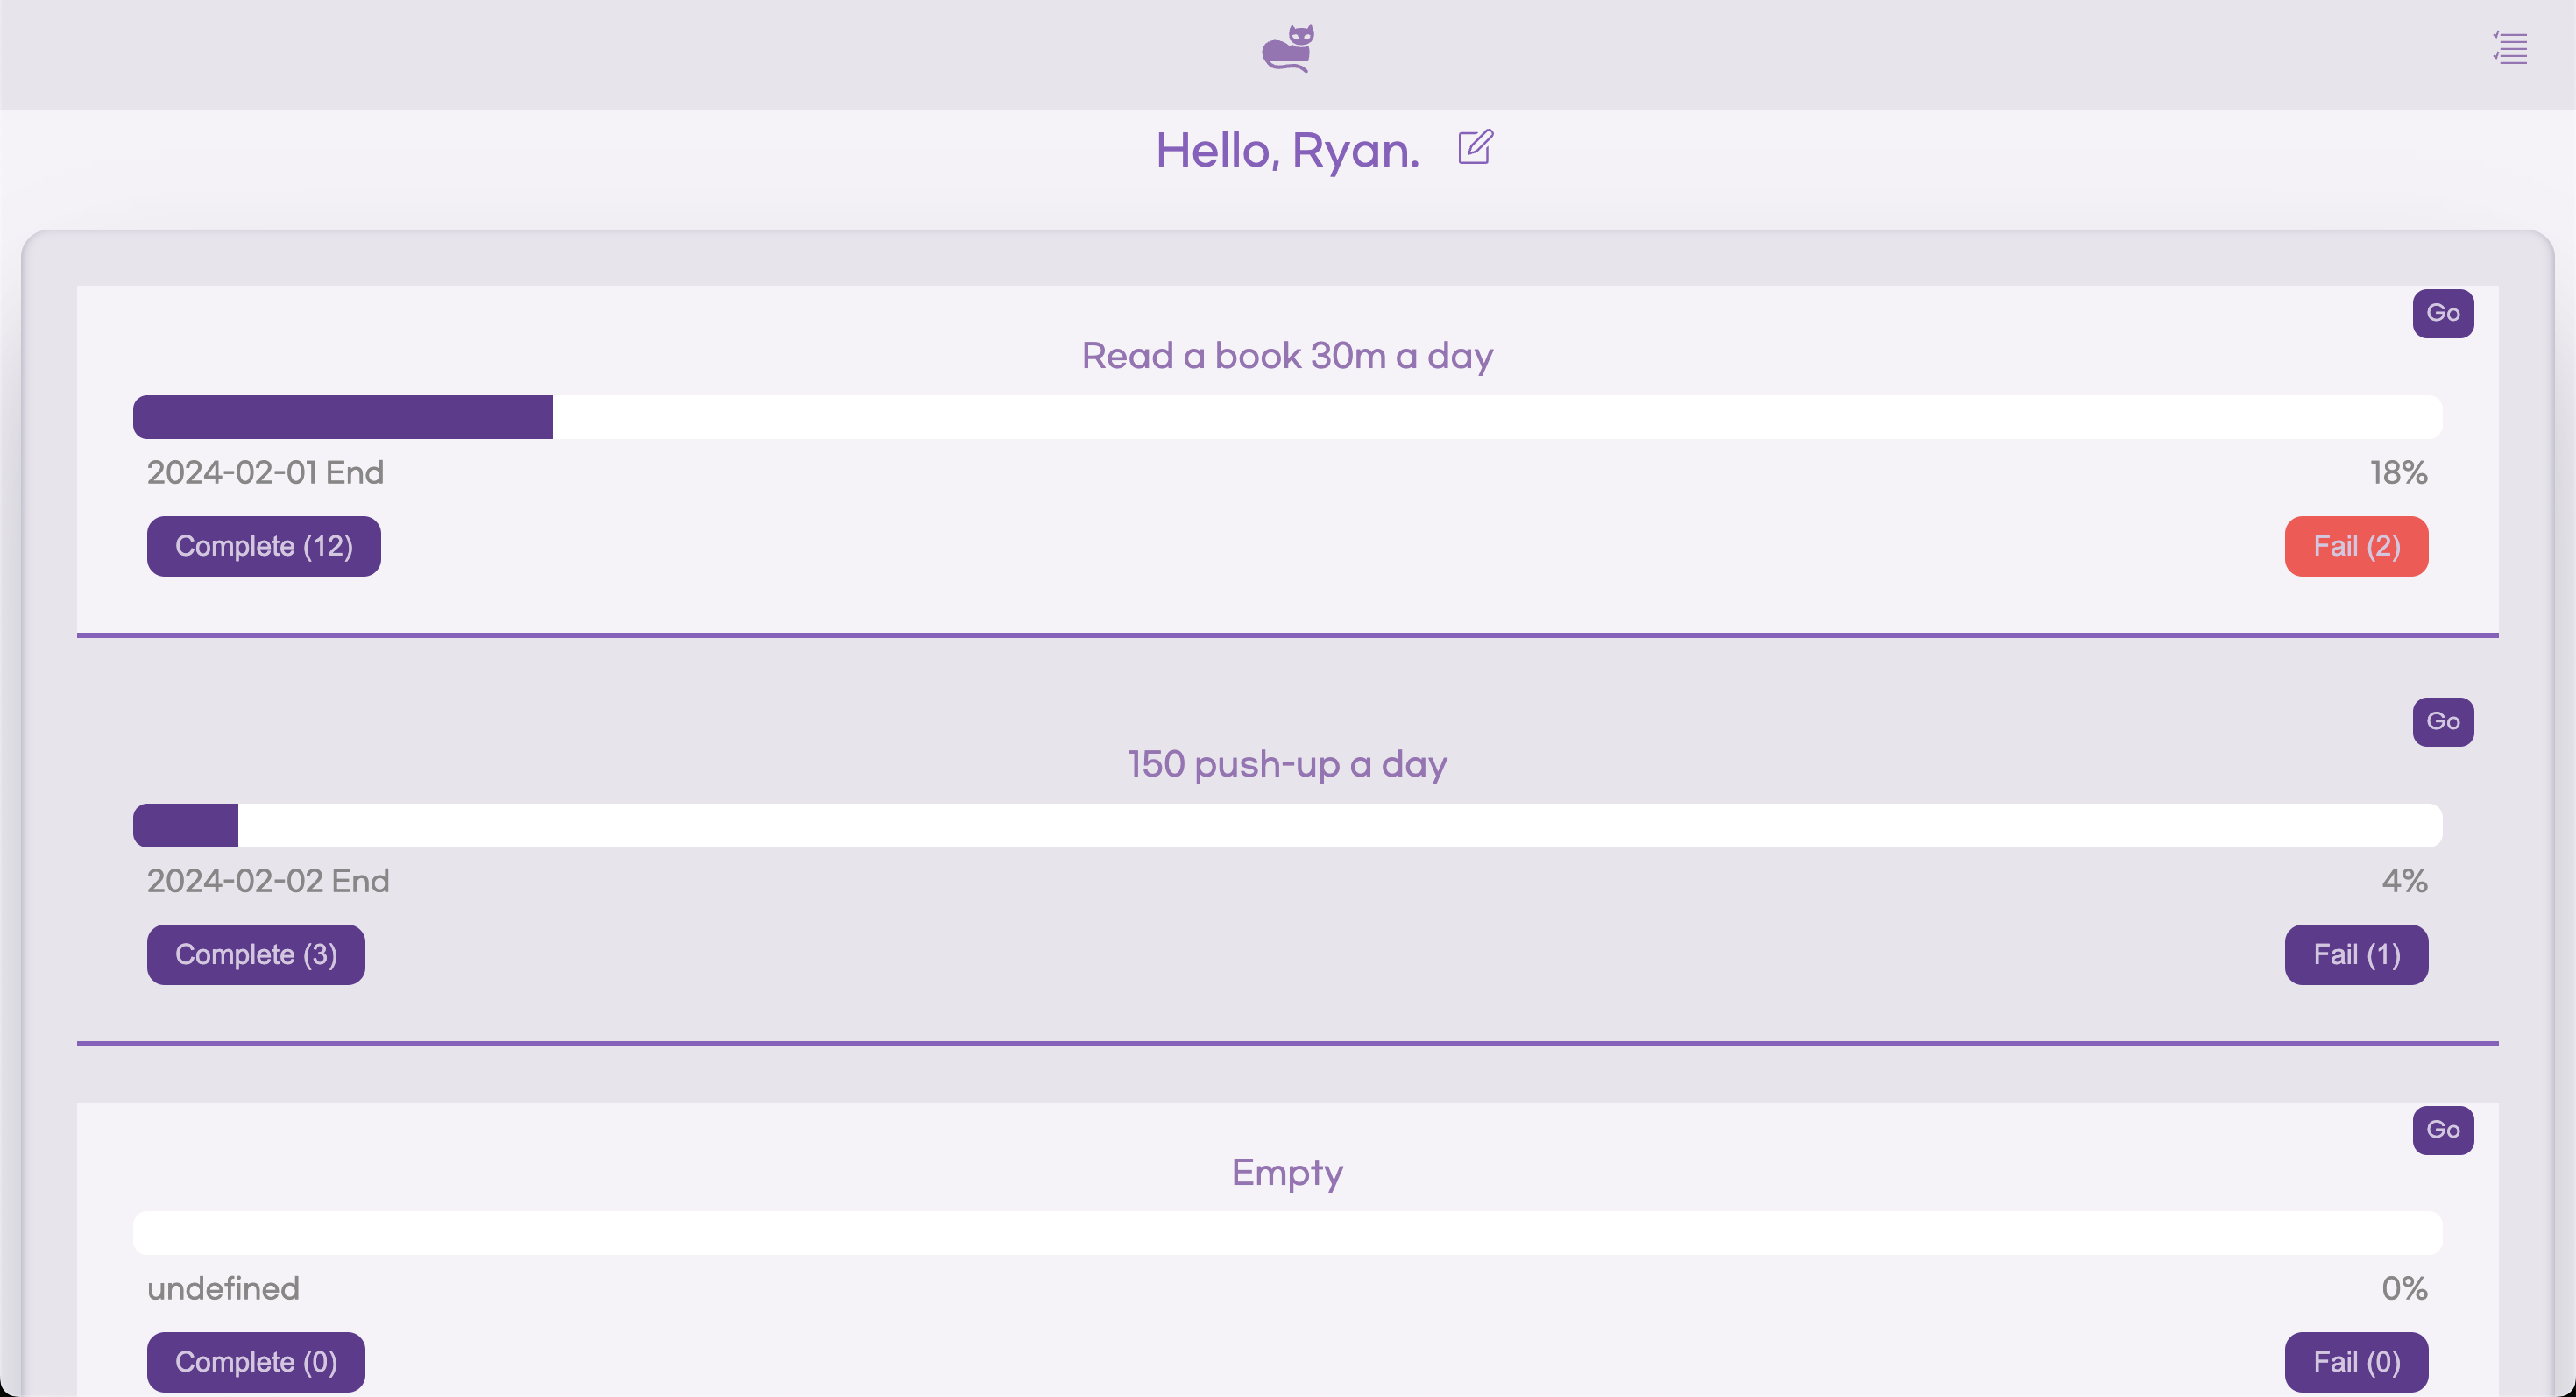 Hello, Ryan.
Go
Read a book 30m a day
2024-02-01 End 18%
Complete (12) Fail (2)
Go
150 push-up a day
2024-02-02 End 4%
Complete (3) Fail (1)
Go
Empty
undefined 0%
Complete (0) Fail (0)